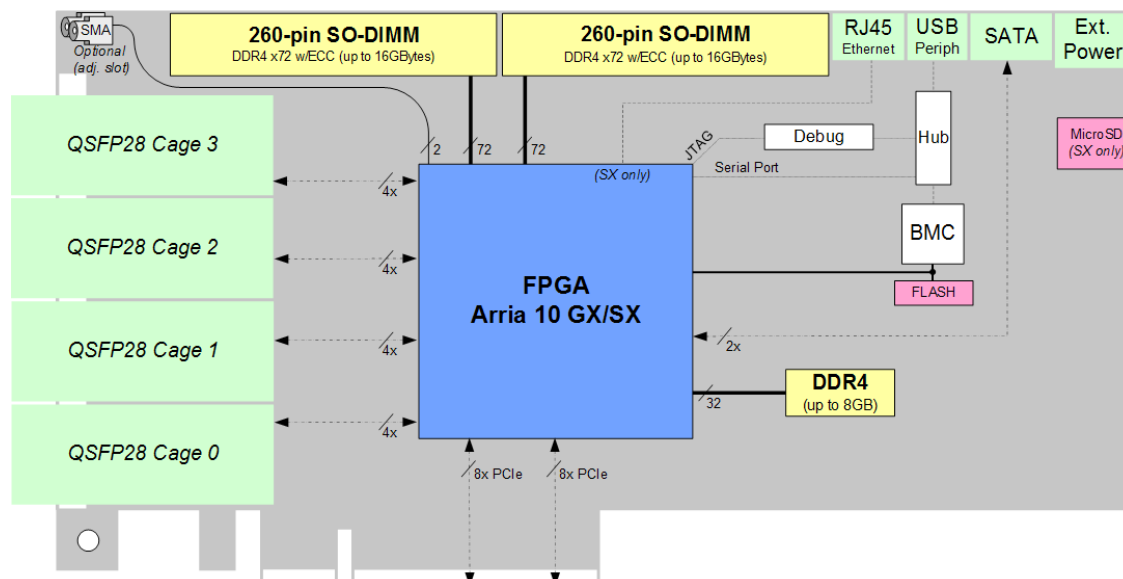 SMA
Optional
(adj. slot)
260-pin SO-DIMM
DDR4 x72 w/ECC (up to 16GBytes)
260-pin SO-DIMM
DDR4 x72 w/ECC (up to 16GBytes)
RJ45
Ethernet
USB
Periph
SATA
Ext.
Power
QSFP28 Cage 3
QSFP28 Cage 2
QSFP28 Cage 1
QSFP28 Cage 0
2
72
72
4x
4x
4x
4x
(SX only)
JTAG
Debug
Hub
Serial Port
MicroSD
(SX only)
BMC
FLASH
FPGA
Arria 10 GX/SX
2x
DDR4
(up to 8GB)
32
8x PCIe
8x PCIe